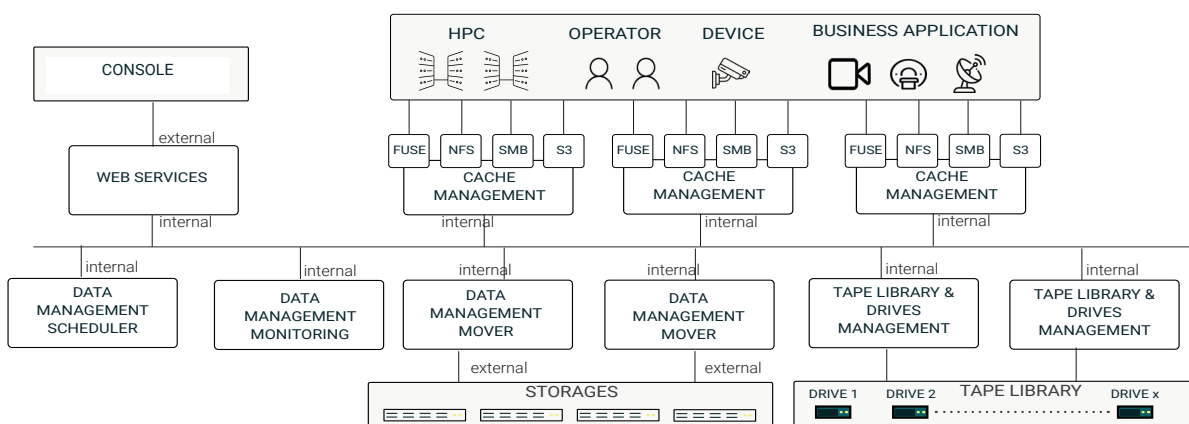 HPC
OPERATOR
DEVICE
BUSINESS APPLICATION
CONSOLE
external
FUSE
NFS
SMB
S3
FUSE
NFS
SMB
S3
FUSE
NFS
SMB
S3
WEB SERVICES
CACHE
MANAGEMENT
CACHE
MANAGEMENT
CACHE
MANAGEMENT
internal
internal
internal
internal
internal
internal
internal
internal
internal
internal
DATA
MANAGEMENT
SCHEDULER
DATA
MANAGEMENT
MONITORING
DATA
MANAGEMENT
MOVER
DATA
MANAGEMENT
MOVER
TAPE LIBRARY &
DRIVES
MANAGEMENT
TAPE LIBRARY &
DRIVES
MANAGEMENT
external
external
STORAGES
DRIVE 1
DRIVE 2
TAPE LIBRARY
DRIVE x